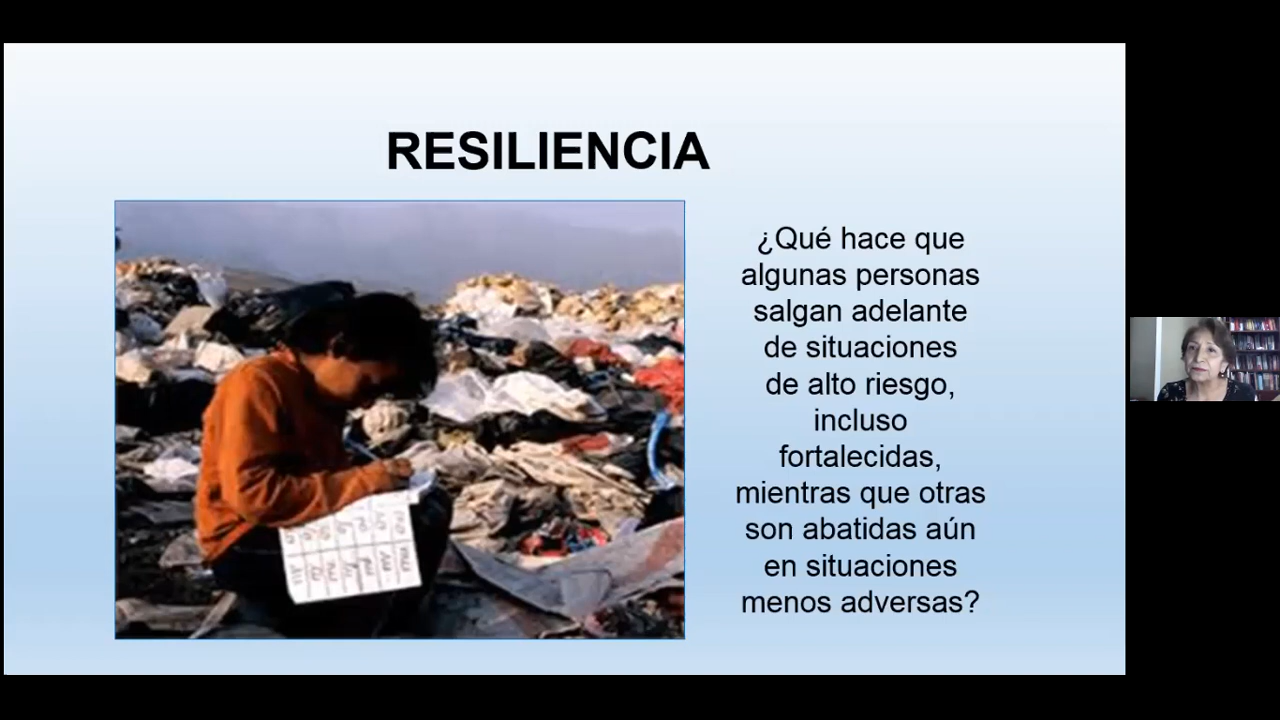 RESILIENCIA
¿Qué hace que
algunas personas
salgan adelante
de situaciones
de alto riesgo,
incluso
fortalecidas,
mientras que otras
son abatidas aún
en situaciones
menos adversas?